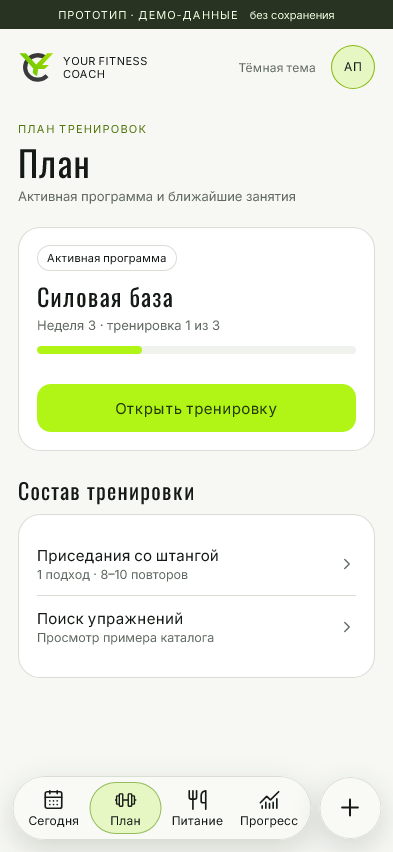 ПРОТОТИП · ДЕМО-ДАННЫЕ без сохранения
YOUR FITNESS
COACH
Тёмная тема
АП
ПЛАН ТРЕНИРОВОК
План
Активная программа и ближайшие занятия
Активная программа
Силовая база
Неделя 3 · тренировка 1 из 3
Открыть тренировку
Состав тренировки
Приседания со штангой
1 подход · 8–10 повторов
Поиск упражнений
Просмотр примера каталога
Сегодня
План
Питание
Прогресс